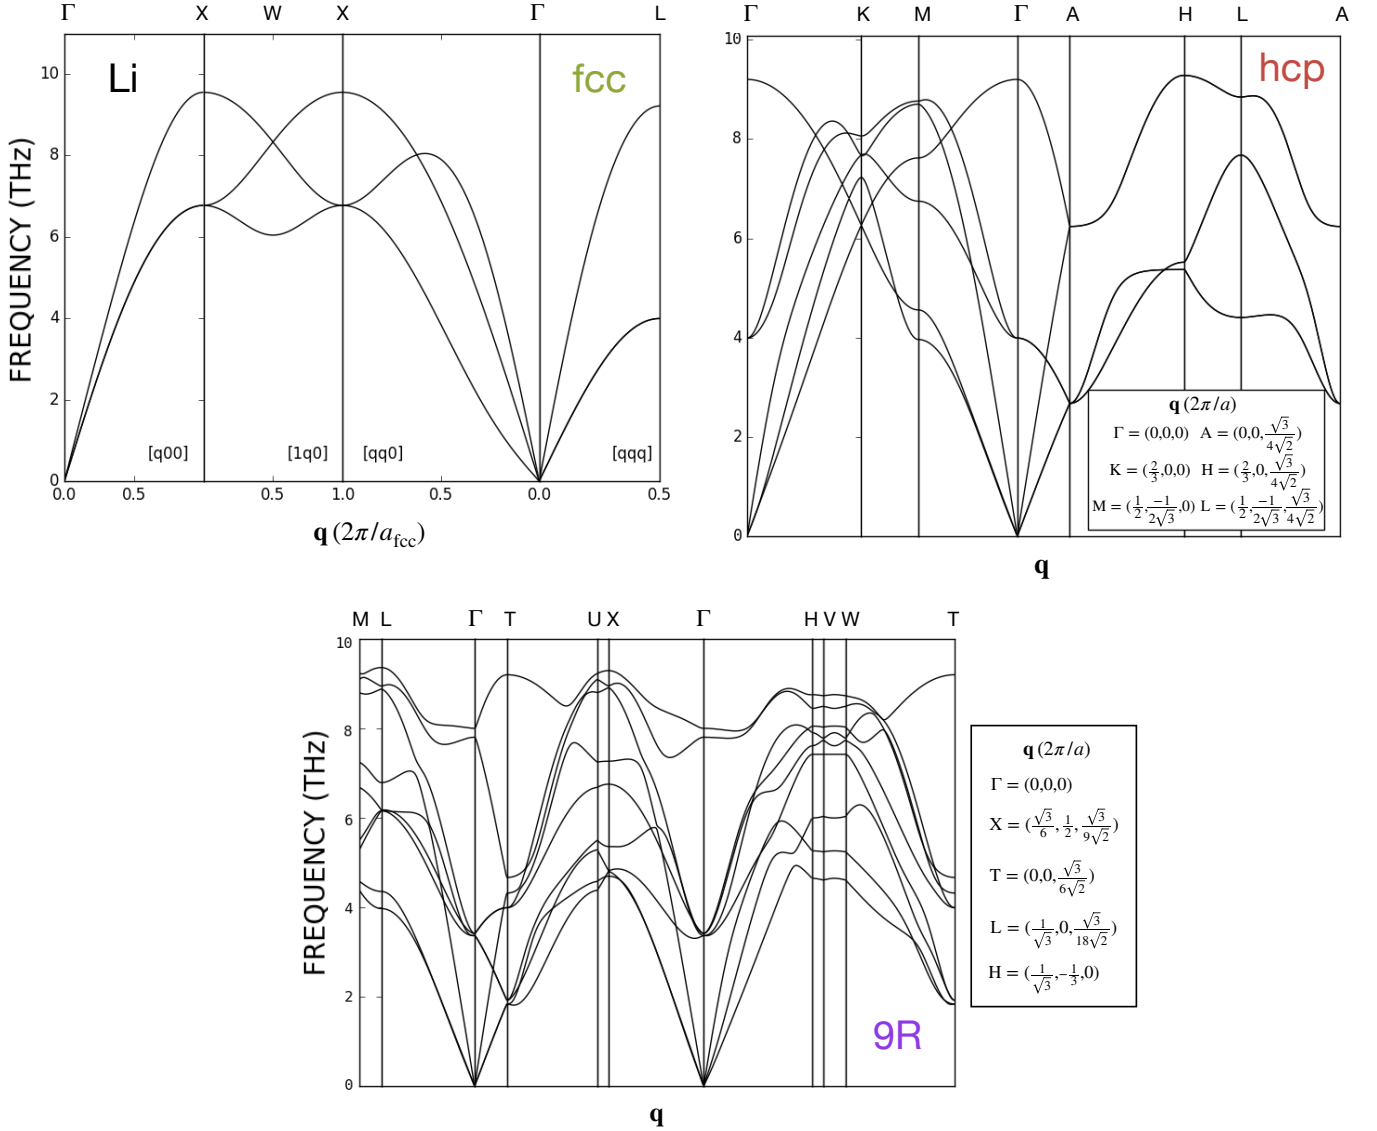 Γ X W X Γ L
Li
fcc
10
8
6
4
2
0
FREQUENCY (THz)
[q00] [1q0] [qq0] [qqq]
0.0 0.5 0.5 1.0 0.5 0.0 0.5
q (2π/a_fcc)
Γ K M Γ A H L A
hcp
10
8
6
4
2
0
q (2π/a)
Γ = (0,0,0) A = (0,0,√3/4√2)
K = (2/3,0,0) H = (2/3,0,√3/4√2)
M = (1/2,-1/2√3,0) L = (1/2,-1/2√3,√3/4√2)
q
M L Γ T U X Γ H V W T
10
8
6
4
2
0
FREQUENCY (THz)
9R
q
q (2π/a)
Γ = (0,0,0)
X = (√3/6,1/2,√3/9√2)
T = (0,0,√3/6√2)
L = (1/√3,0,√3/18√2)
H = (1/√3,-1/3,0)